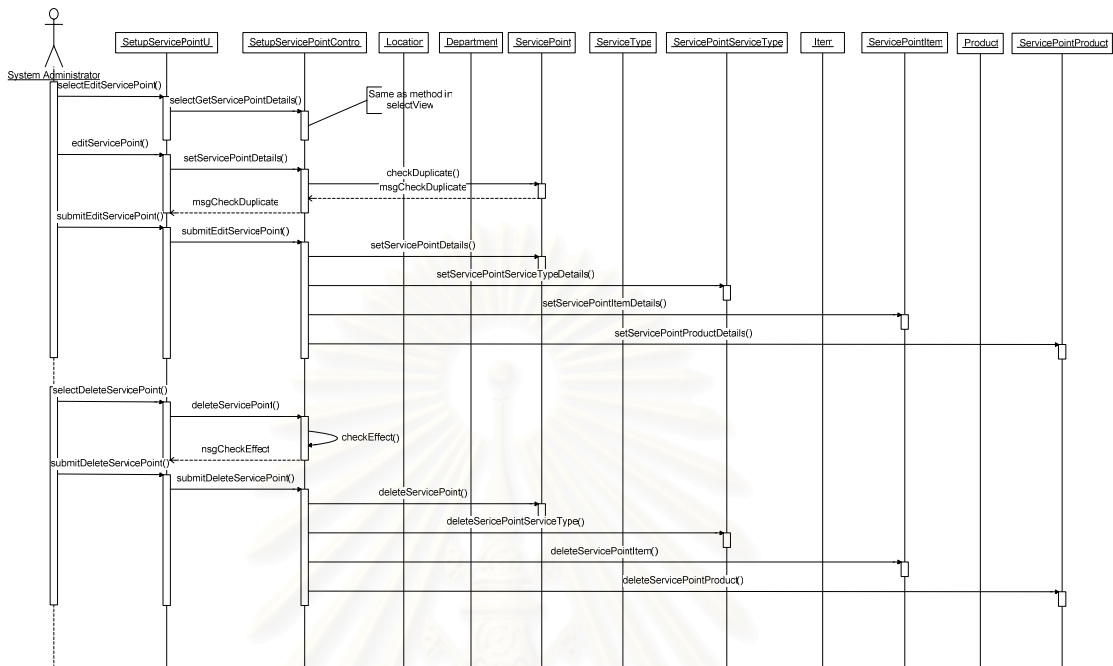 SetupServicePointU
SetupServicePointContro
Location
Department
ServicePoint
ServiceType
ServicePointServiceType
Item
ServicePointItem
Product
ServicePointProduct
System Administrator
selectEditServicePoint()
selectGetServicePointDetails()
Same as method in
selectView
editServicePoint()
setServicePointDetails()
checkDuplicate()
msgCheckDuplicate
msgCheckDuplicate
submitEditServicePoint()
submitEditServicePoint()
setServicePointDetails()
setServicePointServiceTypeDetails()
setServicePointItemDetails()
setServicePointProductDetails()
selectDeleteServicePoint()
deleteServicePoint()
checkEffect()
msgCheckEffect
submitDeleteServicePoint()
submitDeleteServicePoint()
deleteServicePoint()
deleteSericePointServiceType()
deleteServicePointItem()
deleteServicePointProduct()